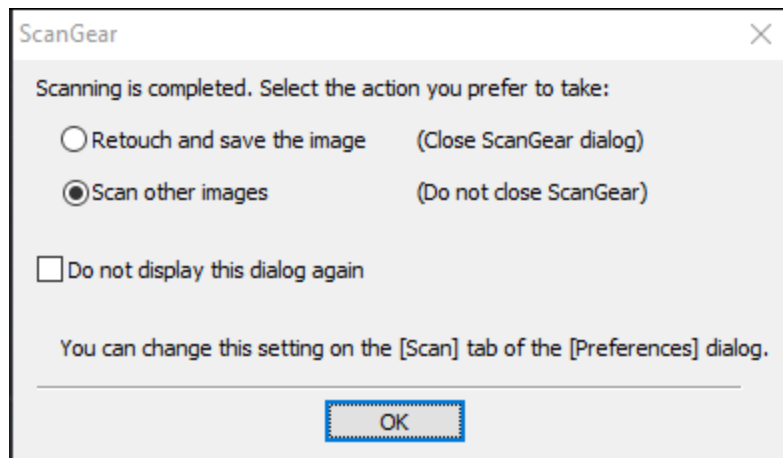 ScanGear
Scanning is completed. Select the action you prefer to take:
Retouch and save the image (Close ScanGear dialog)
Scan other images (Do not close ScanGear)
Do not display this dialog again
You can change this setting on the [Scan] tab of the [Preferences] dialog.
OK